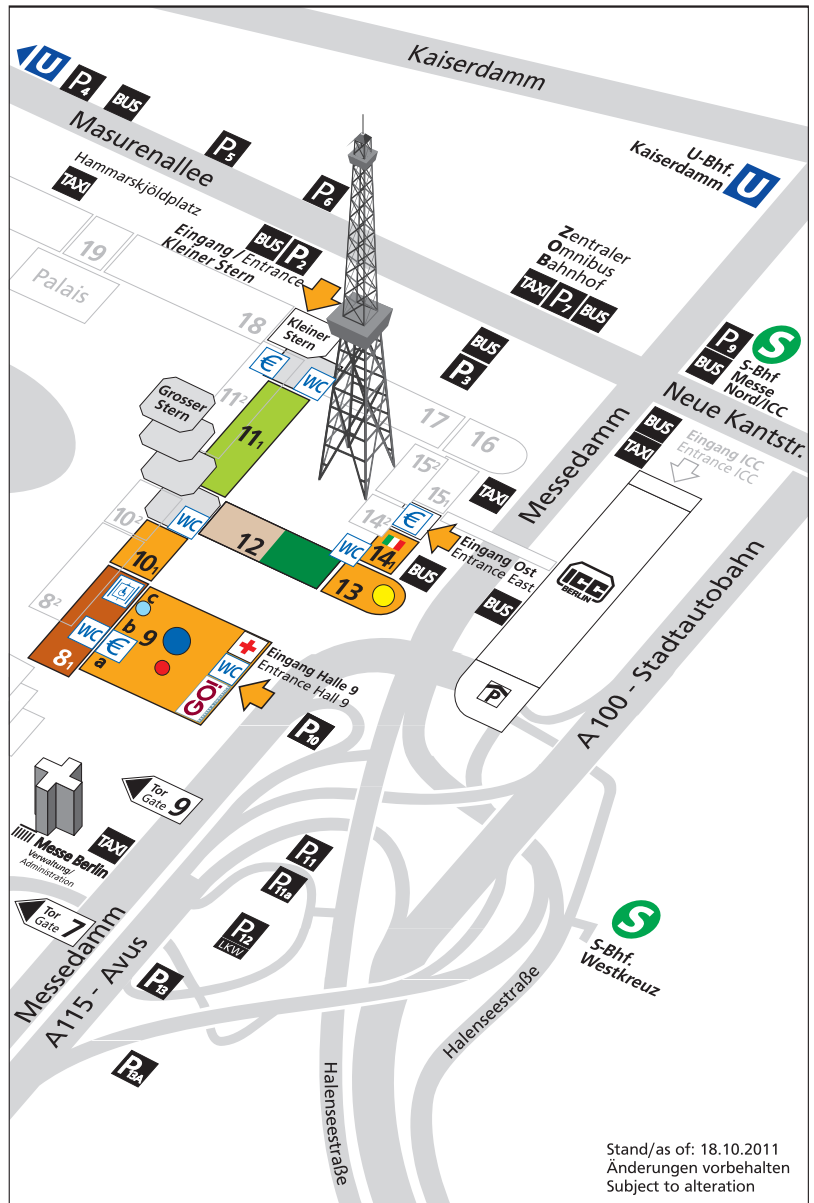 Kaiserdamm
U
P4
BUS
Masurenallee
P5
Hammarskjöldplatz
TAXI
P6
U-Bhf.
Kaiserdamm
U
Eingang / Entrance
Kleiner Stern
BUS
P2
Zentraler
Omnibus
Bahnhof
TAXI
P7
BUS
19
Palais
18
Kleiner
Stern
€
WC
BUS
P3
P9
BUS
S
S-Bhf
Messe
Nord/ICC
Neue Kantstr.
Grosser
Stern
11²
11₁
17
16
Messedamm
BUS
TAXI
Eingang ICC
Entrance ICC
15²
15₁
TAXI
10²
WC
12
14²
€
WC
14₁
Eingang Ost
Entrance East
BUS
10₁
13
ICC
BERLIN
BUS
8²
c
b
9
a
WC
€
8₁
WC
GO!
Eingang Halle 9
Entrance Hall 9
P
A 100 - Stadtautobahn
P10
Tor
Gate 9
Messe Berlin
Verwaltung/
Administration
TAXI
P11
P11a
Tor
Gate 7
P12
LKW
S
S-Bhf.
Westkreuz
Messedamm
A115 - Avus
P13
Halenseestraße
P13A
Halenseestraße
Stand/as of: 18.10.2011
Änderungen vorbehalten
Subject to alteration